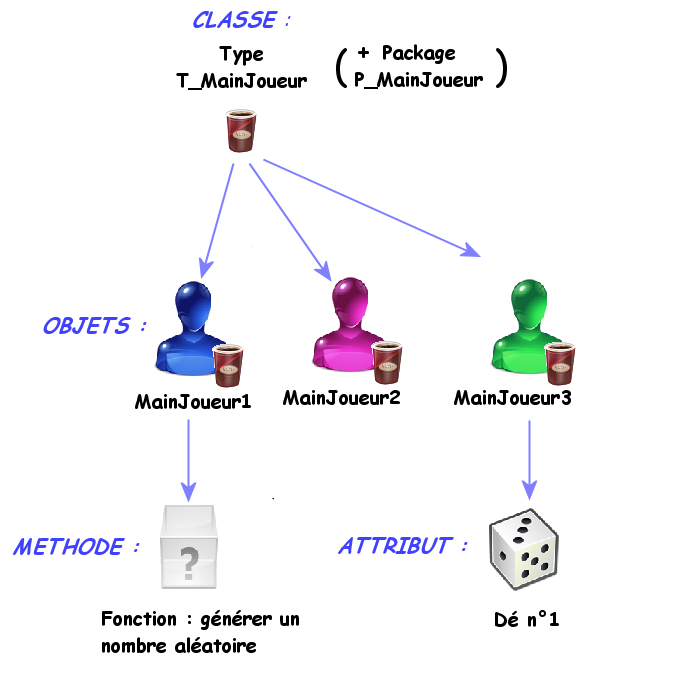 CLASSE :
Type
T_MainJoueur
( + Package
P_MainJoueur )
OBJETS :
MainJoueur1
MainJoueur2
MainJoueur3
METHODE :
?
ATTRIBUT :
Fonction : générer un
nombre aléatoire
Dé n°1